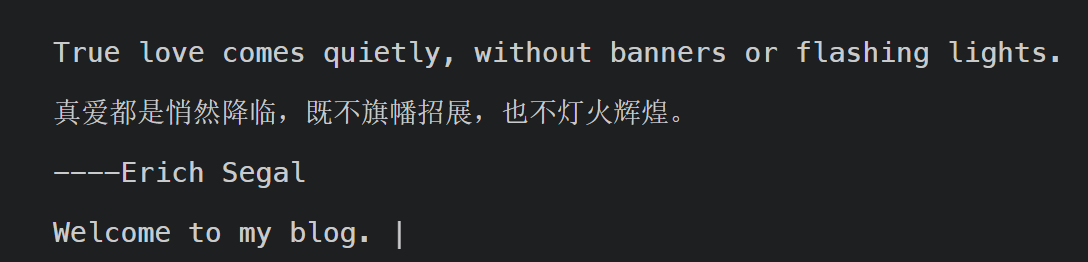 True love comes quietly, without banners or flashing lights.
真爱都是悄然降临，既不旗幡招展，也不灯火辉煌。
----Erich Segal
Welcome to my blog. |